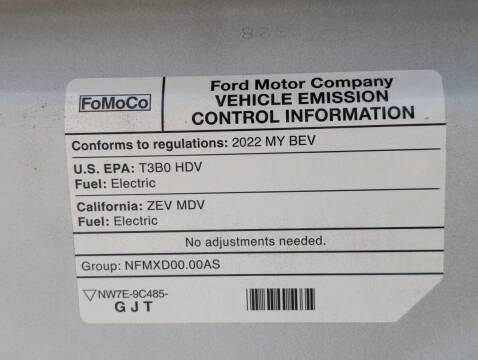 FoMoCo
Ford Motor Company
VEHICLE EMISSION
CONTROL INFORMATION
Conforms to regulations: 2022 MY BEV
U.S. EPA: T3B0 HDV
Fuel: Electric
California: ZEV MDV
Fuel: Electric
No adjustments needed.
Group: NFMXD00.00AS
▽NW7E-9C485-
G J T